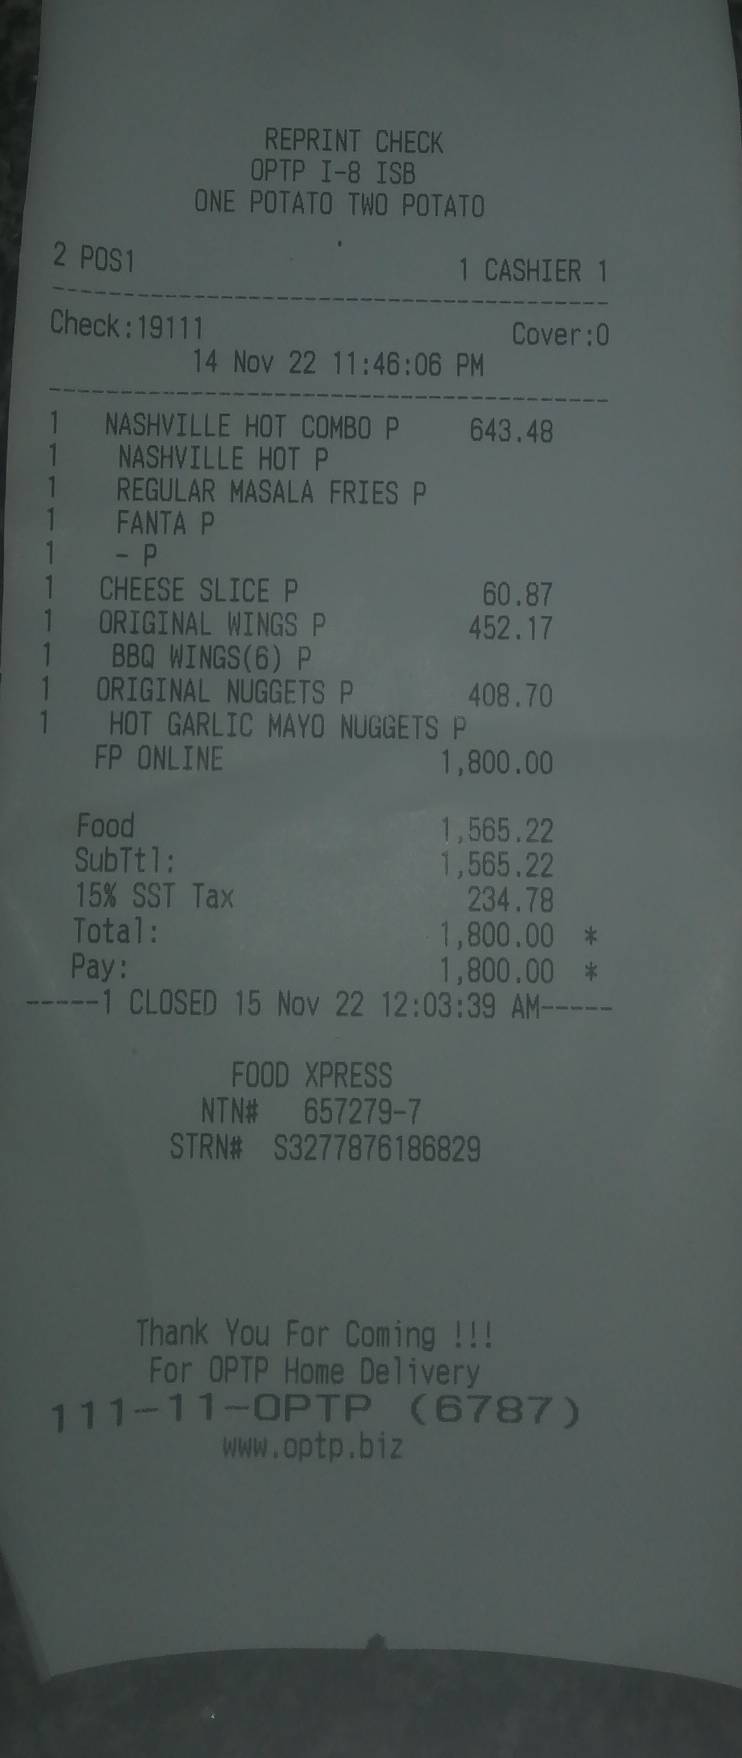 REPRINT CHECK
OPTP I-8 ISB
ONE POTATO TWO POTATO
2 POS1 1 CASHIER 1
------------------------------------
Check:19111 Cover:0
14 Nov 22 11:46:06 PM
------------------------------------
1 NASHVILLE HOT COMBO P 643.48
1 NASHVILLE HOT P
1 REGULAR MASALA FRIES P
1 FANTA P
1 - P
1 CHEESE SLICE P 60.87
1 ORIGINAL WINGS P 452.17
1 BBQ WINGS(6) P
1 ORIGINAL NUGGETS P 408.70
1 HOT GARLIC MAYO NUGGETS P
FP ONLINE 1,800.00
Food 1,565.22
SubTtl: 1,565.22
15% SST Tax 234.78
Total: 1,800.00 *
Pay: 1,800.00 *
-----1 CLOSED 15 Nov 22 12:03:39 AM-----
FOOD XPRESS
NTN# 657279-7
STRN# S3277876186829
Thank You For Coming !!!
For OPTP Home Delivery
111-11-OPTP (6787)
www.optp.biz